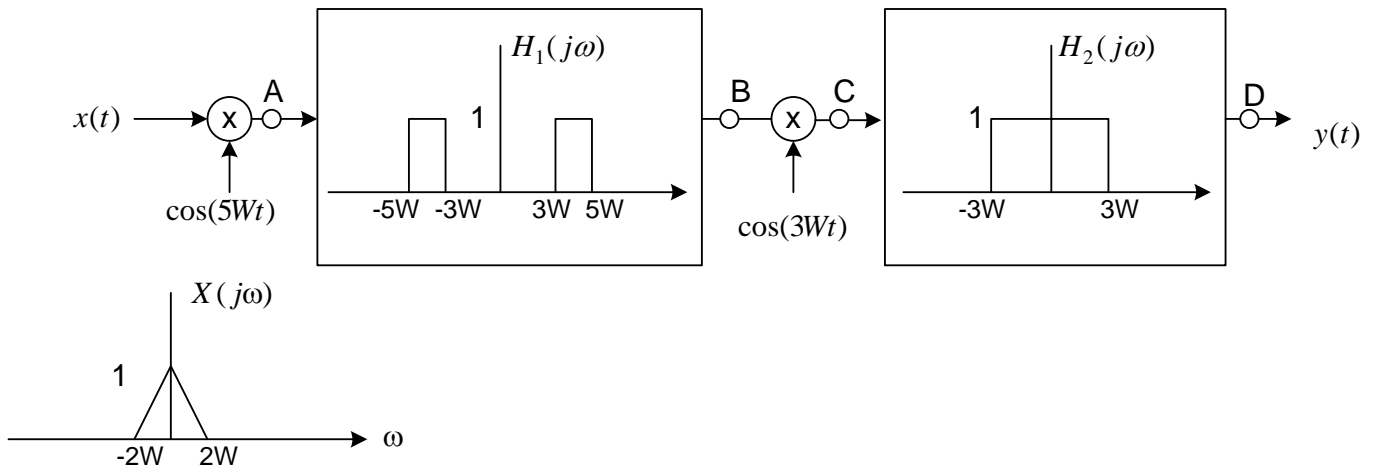 x(t)
x
A
cos(5Wt)
H₁(jω)
1
-5W -3W 3W 5W
B
x
C
cos(3Wt)
H₂(jω)
1
-3W 3W
D
y(t)
X(jω)
1
-2W 2W
ω